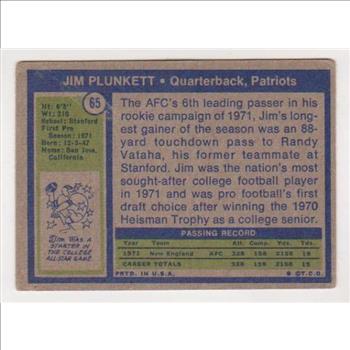 JIM PLUNKETT • Quarterback, Patriots
65
Ht: 6'3"
Wt: 210
School: Stanford
First Pro
Season: 1971
Born: 12-5-47
Home: San Jose,
California
The AFC's 6th leading passer in his
rookie campaign of 1971, Jim's long-
est gainer of the season was an 88-
yard touchdown pass to Randy
Vataha, his former teammate at
Stanford. Jim was the nation's most
sought-after college football player
in 1971 and was pro football's first
draft choice after winning the 1970
Heisman Trophy as a college senior.
Jim Was A
STARTER IN
THE COLLEGE
ALL-STAR GAME
PASSING RECORD
Year Team Att Comp. Yds. Td's
1971 New England AFC 328 158 2158 19
CAREER TOTALS 328 158 2158 19
PRTD. IN U.S.A.
© T.C.G.